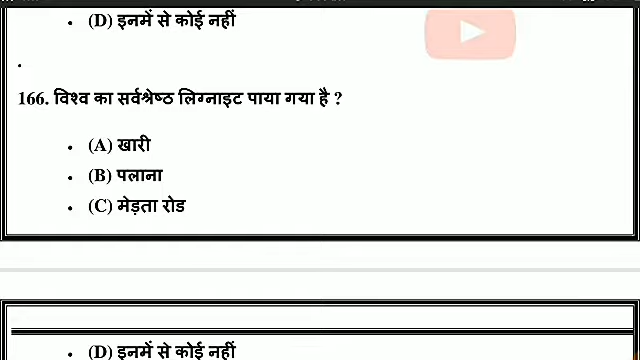 • (D) इनमें से कोई नहीं
•
166. विश्व का सर्वश्रेष्ठ लिग्नाइट पाया गया है ?
• (A) खारी
• (B) पलाना
• (C) मेड़ता रोड
• (D) इनमें से कोई नहीं